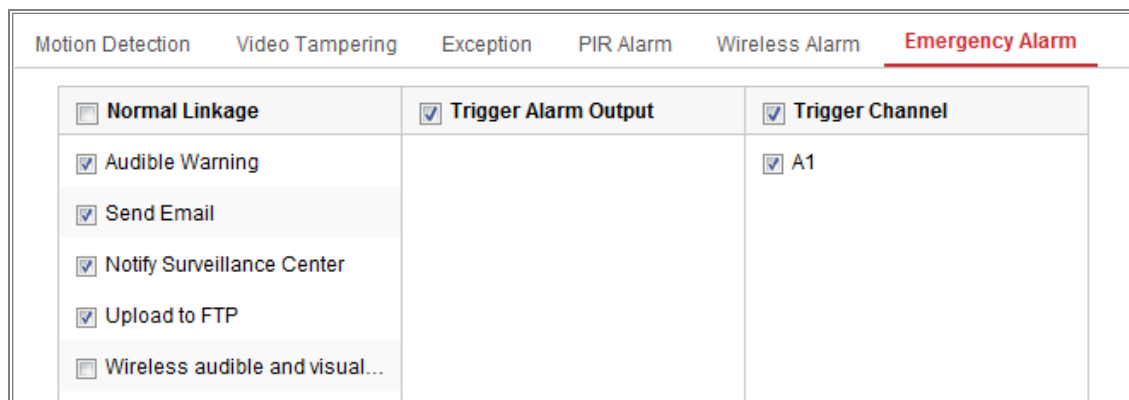 Motion Detection Video Tampering Exception PIR Alarm Wireless Alarm Emergency Alarm
Normal Linkage Trigger Alarm Output Trigger Channel
Audible Warning A1
Send Email
Notify Surveillance Center
Upload to FTP
Wireless audible and visual...